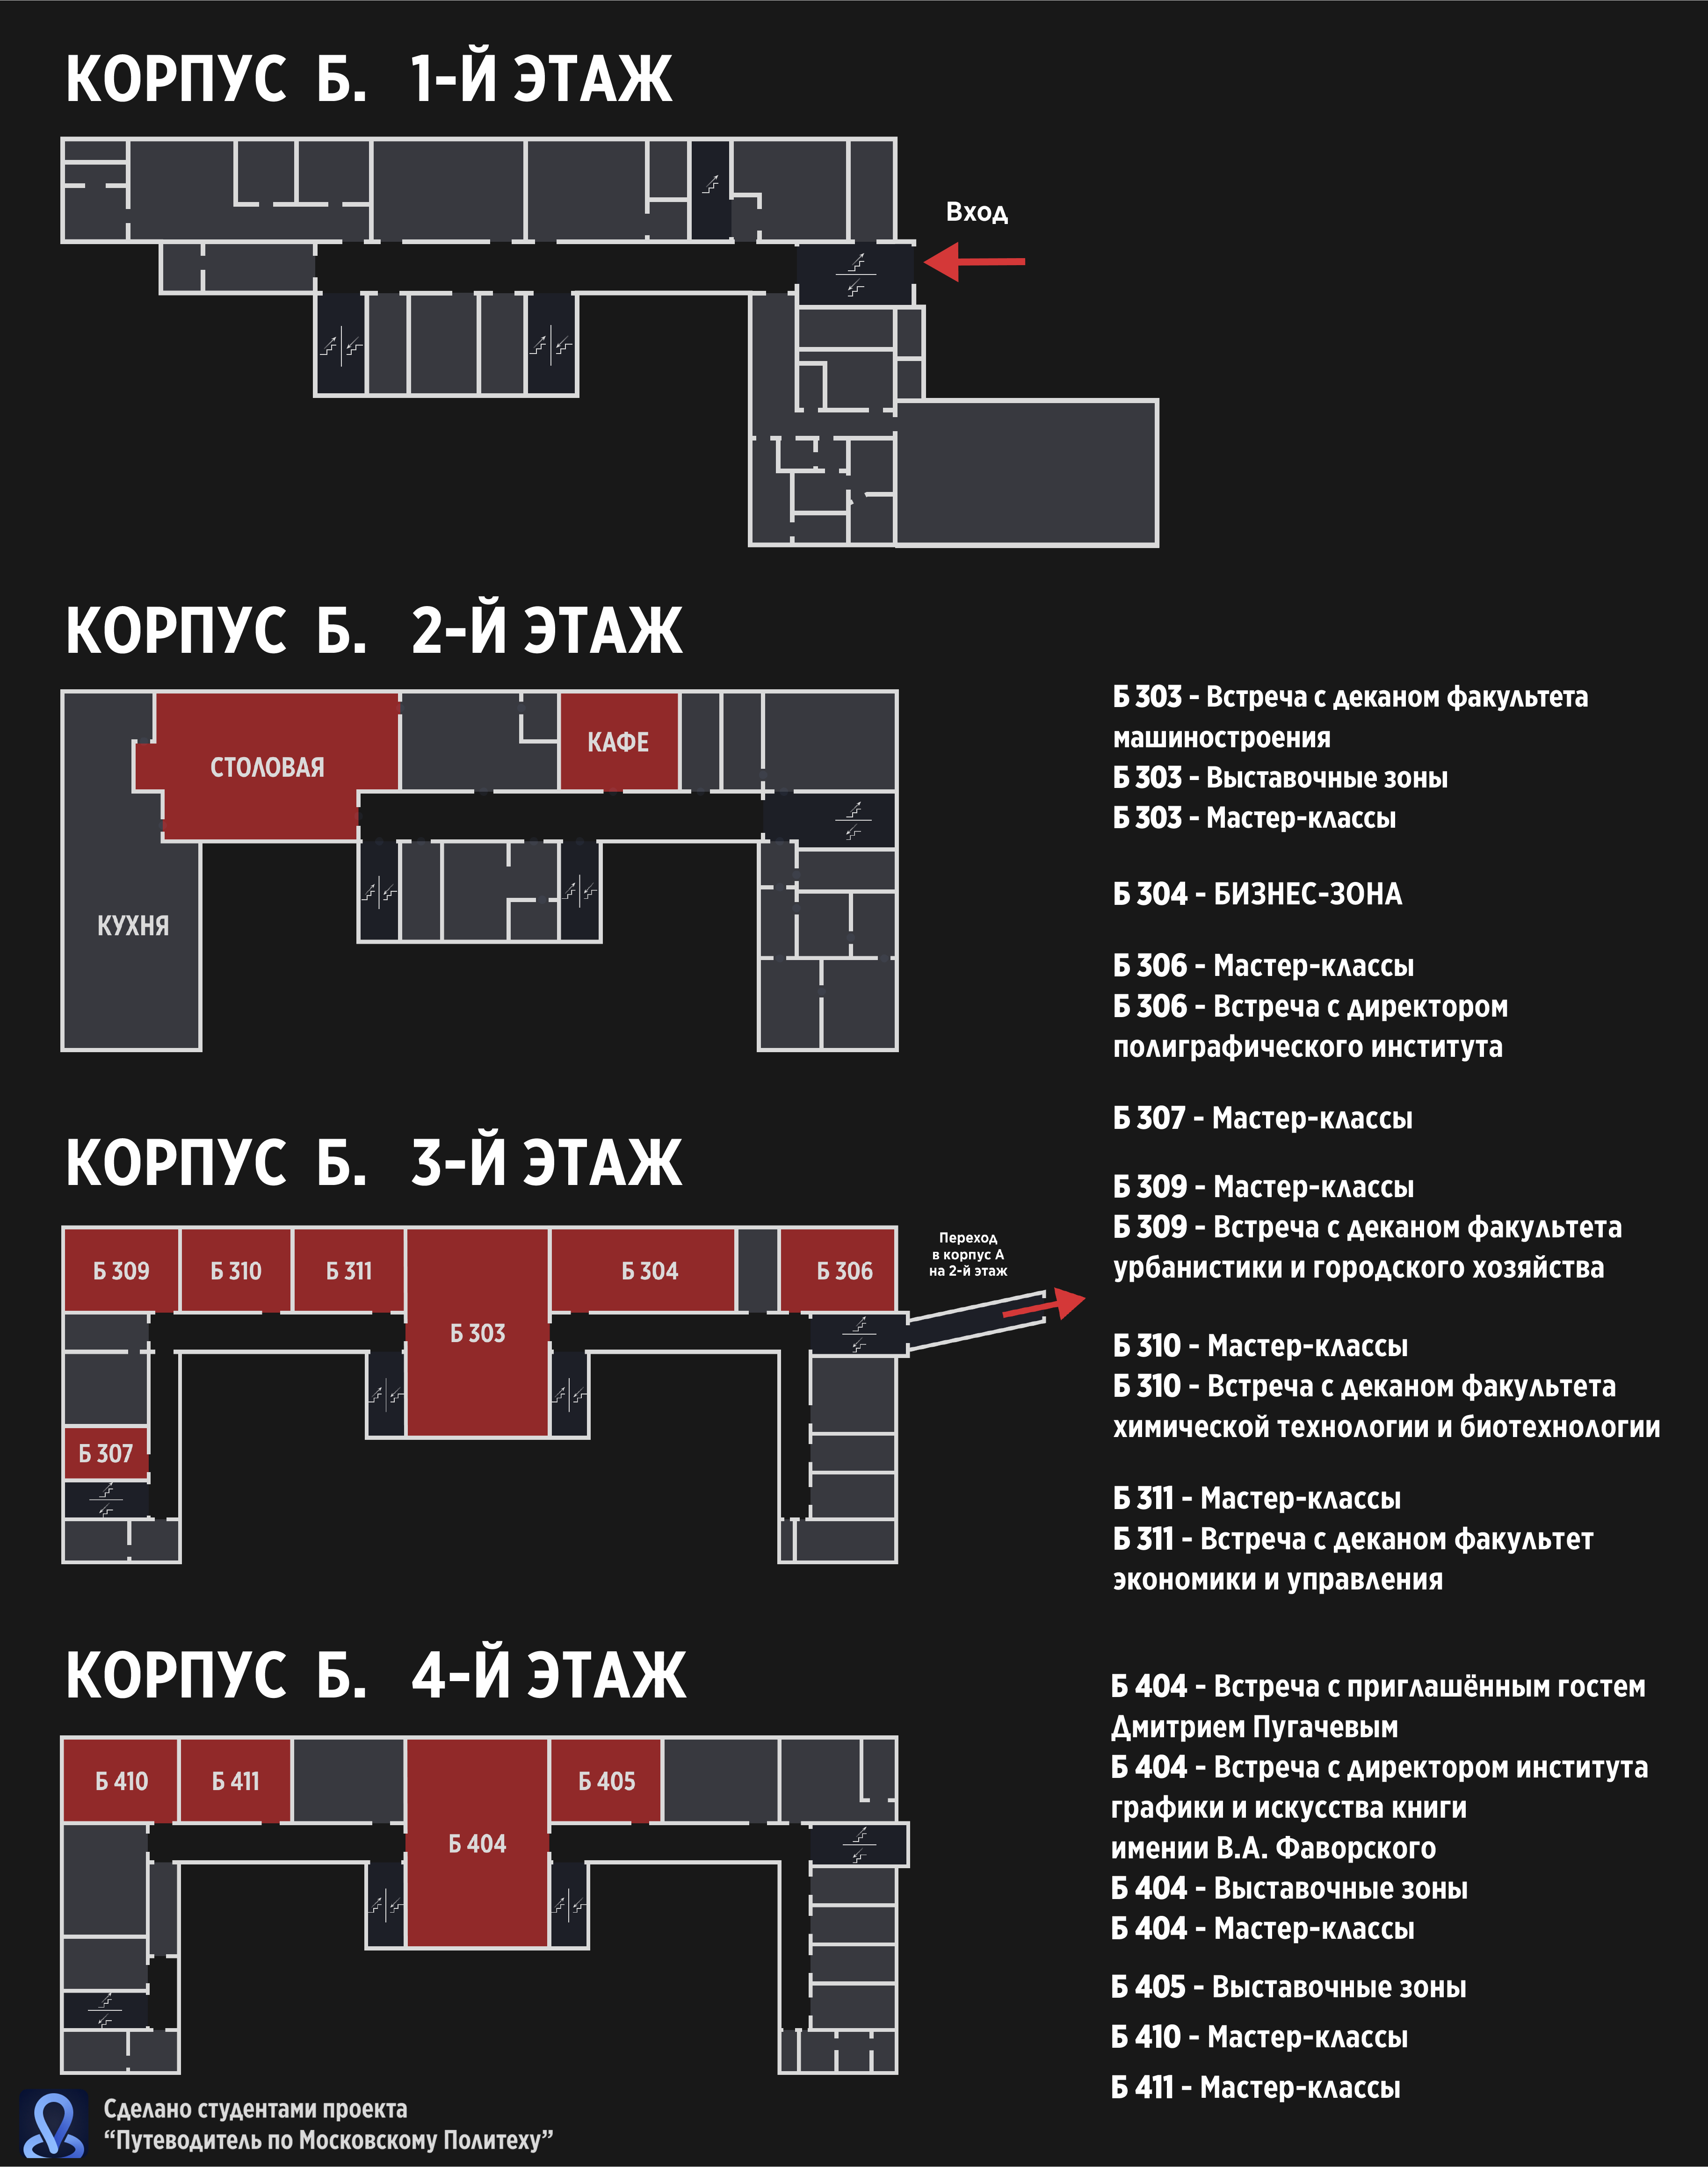 КОРПУС Б. 1-Й ЭТАЖ
Вход
КОРПУС Б. 2-Й ЭТАЖ
СТОЛОВАЯ
КАФЕ
КУХНЯ
Б 303 - Встреча с деканом факультета
машиностроения
Б 303 - Выставочные зоны
Б 303 - Мастер-классы
Б 304 - БИЗНЕС-ЗОНА
Б 306 - Мастер-классы
Б 306 - Встреча с директором
полиграфического института
Б 307 - Мастер-классы
Б 309 - Мастер-классы
Б 309 - Встреча с деканом факультета
урбанистики и городского хозяйства
Б 310 - Мастер-классы
Б 310 - Встреча с деканом факультета
химической технологии и биотехнологии
Б 311 - Мастер-классы
Б 311 - Встреча с деканом факультет
экономики и управления
КОРПУС Б. 3-Й ЭТАЖ
Б 309
Б 310
Б 311
Б 303
Б 304
Б 306
Переход
в корпус А
на 2-й этаж
Б 307
КОРПУС Б. 4-Й ЭТАЖ
Б 410
Б 411
Б 404
Б 405
Б 404 - Встреча с приглашённым гостем
Дмитрием Пугачевым
Б 404 - Встреча с директором института
графики и искусства книги
имении В.А. Фаворского
Б 404 - Выставочные зоны
Б 404 - Мастер-классы
Б 405 - Выставочные зоны
Б 410 - Мастер-классы
Б 411 - Мастер-классы
Сделано студентами проекта
“Путеводитель по Московскому Политеху”